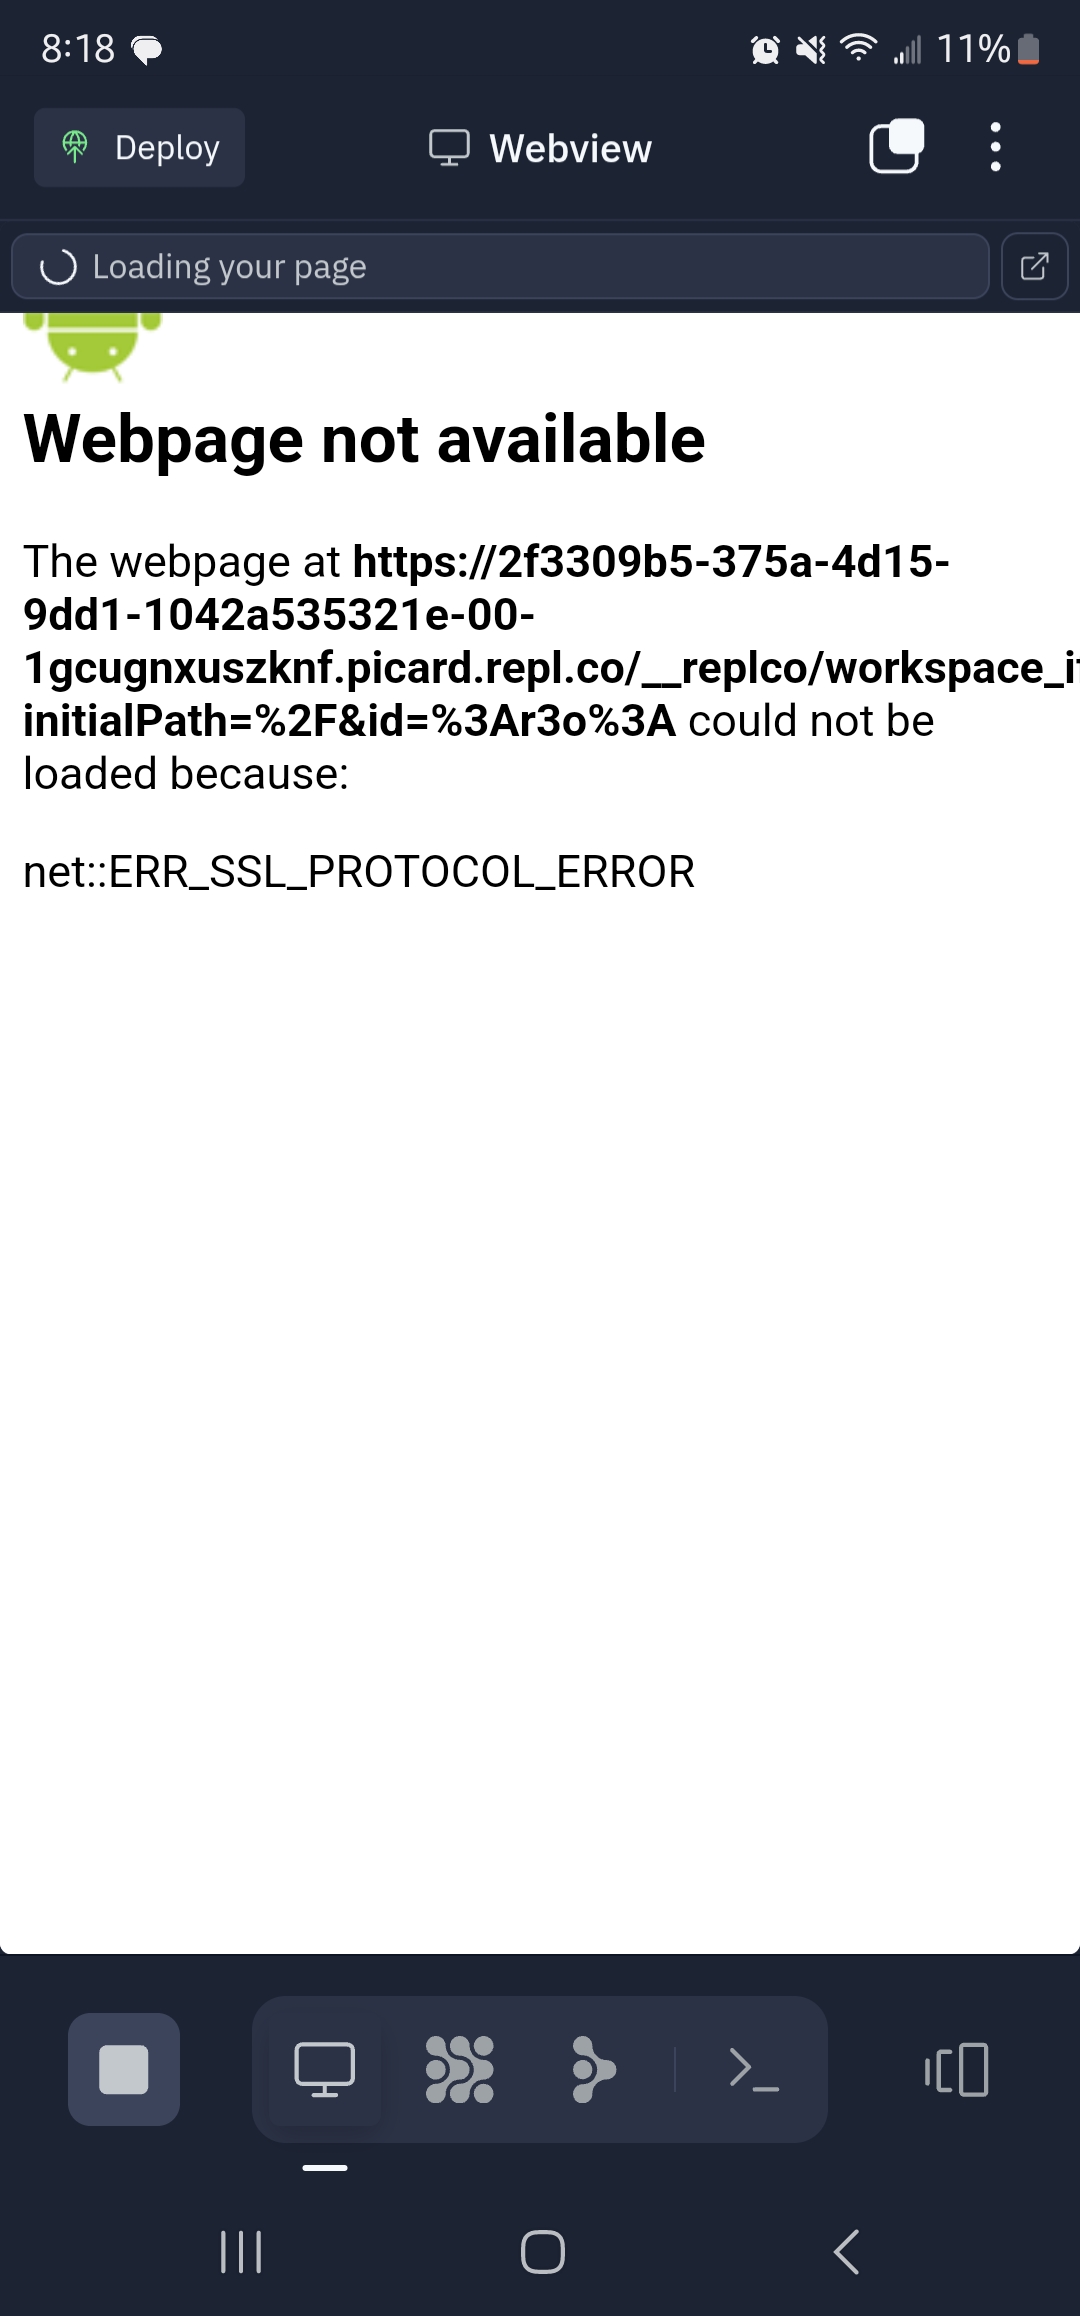 8:18
11%
Deploy
Webview
Loading your page
Webpage not available
The webpage at https://2f3309b5-375a-4d15-
9dd1-1042a535321e-00-
1gcugnxuszknf.picard.repl.co/__replco/workspace_i
initialPath=%2F&id=%3Ar3o%3A could not be
loaded because:
net::ERR_SSL_PROTOCOL_ERROR